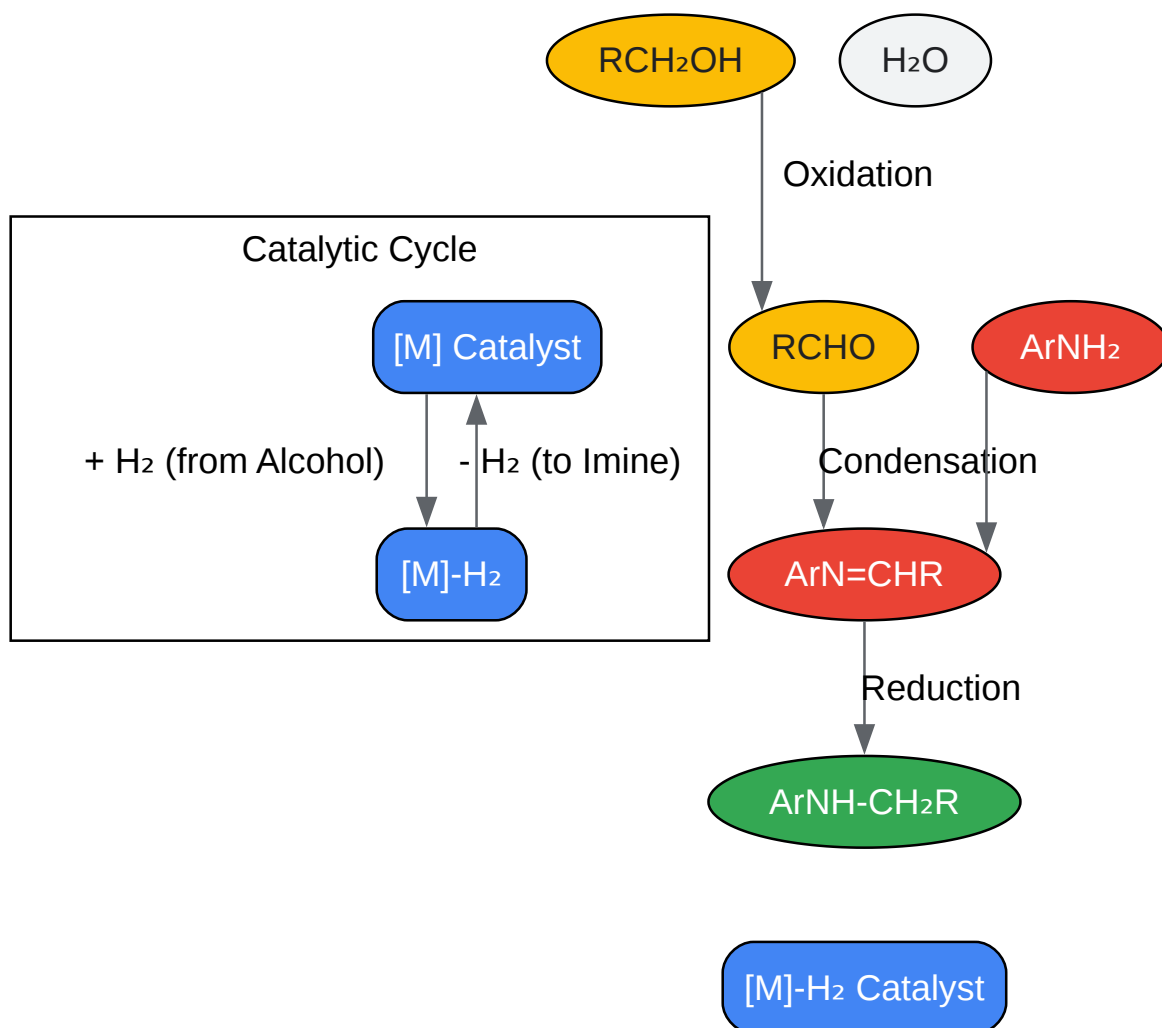 RCH₂OH
H₂O
Oxidation
Catalytic Cycle
[M] Catalyst
RCHO
ArNH₂
+ H₂ (from Alcohol)
- H₂ (to Imine)
Condensation
[M]-H₂
ArN=CHR
Reduction
ArNH-CH₂R
[M]-H₂ Catalyst